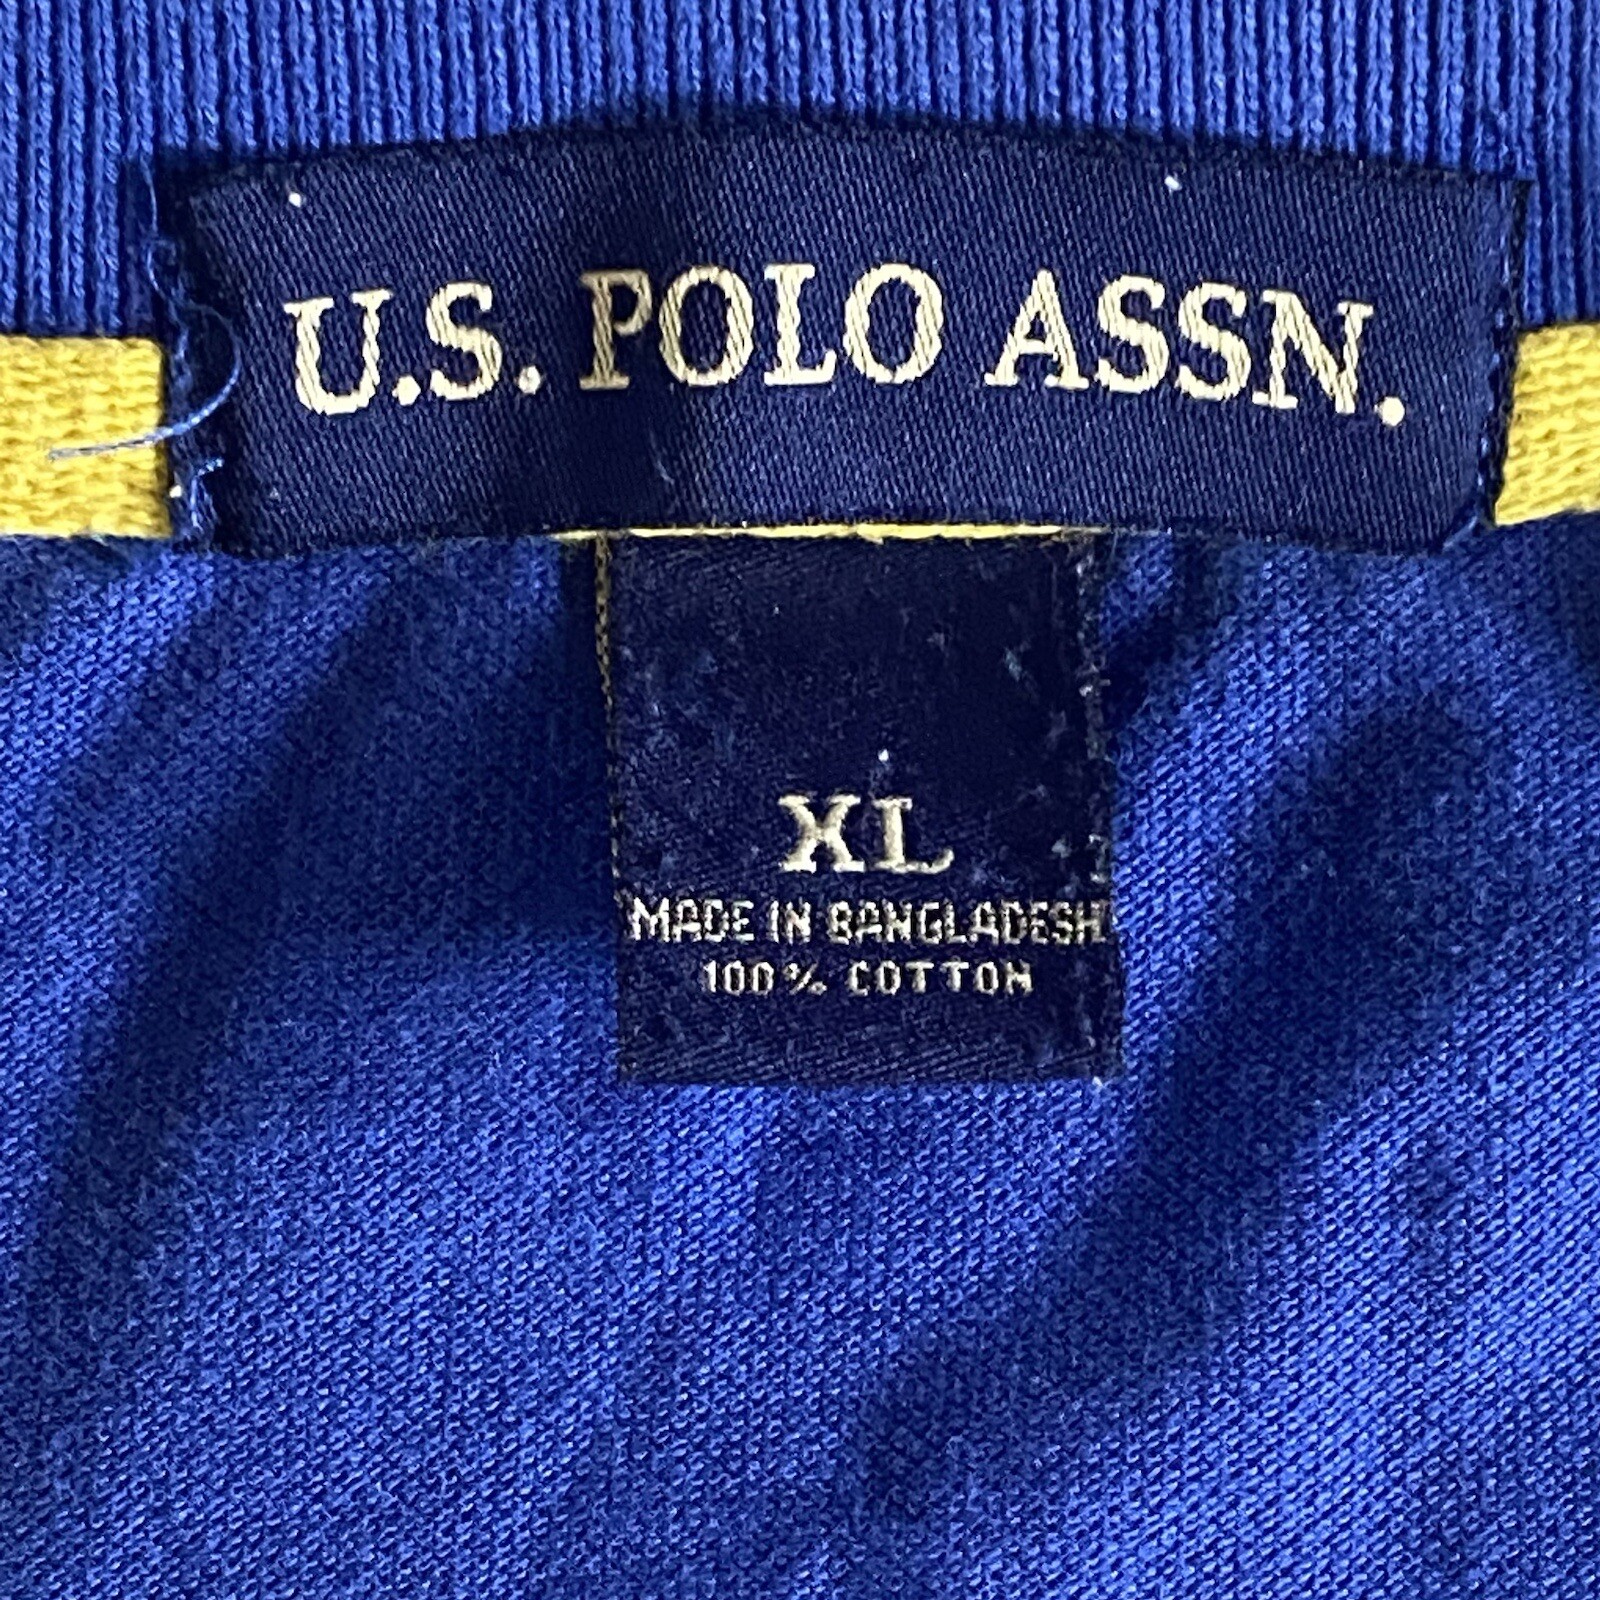 U.S. POLO ASSN.
XL
MADE IN BANGLADESH
100% COTTON